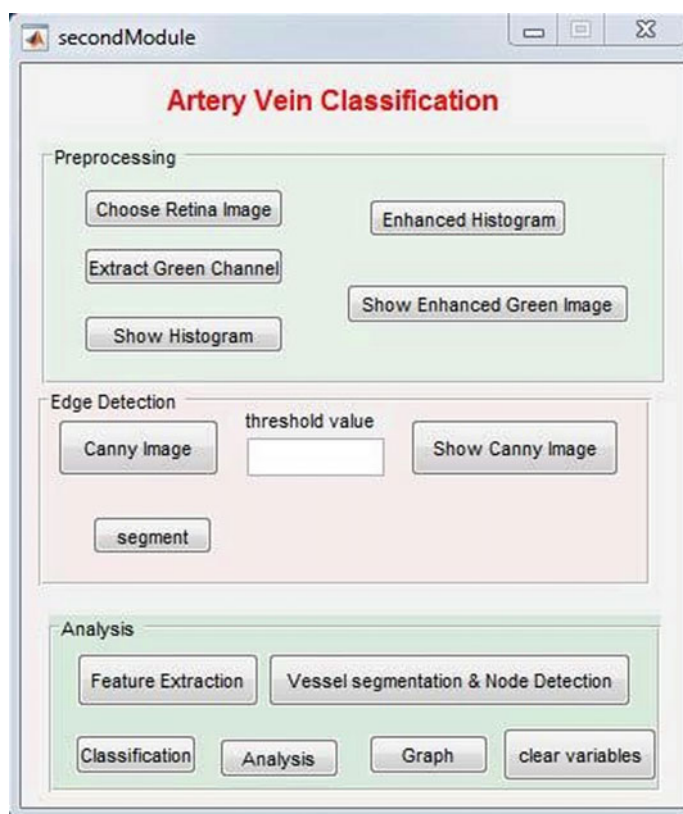 secondModule
Artery Vein Classification
Preprocessing
Choose Retina Image
Enhanced Histogram
Extract Green Channel
Show Enhanced Green Image
Show Histogram
Edge Detection
threshold value
Canny Image
Show Canny Image
segment
Analysis
Feature Extraction
Vessel segmentation & Node Detection
Classification
Analysis
Graph
clear variables